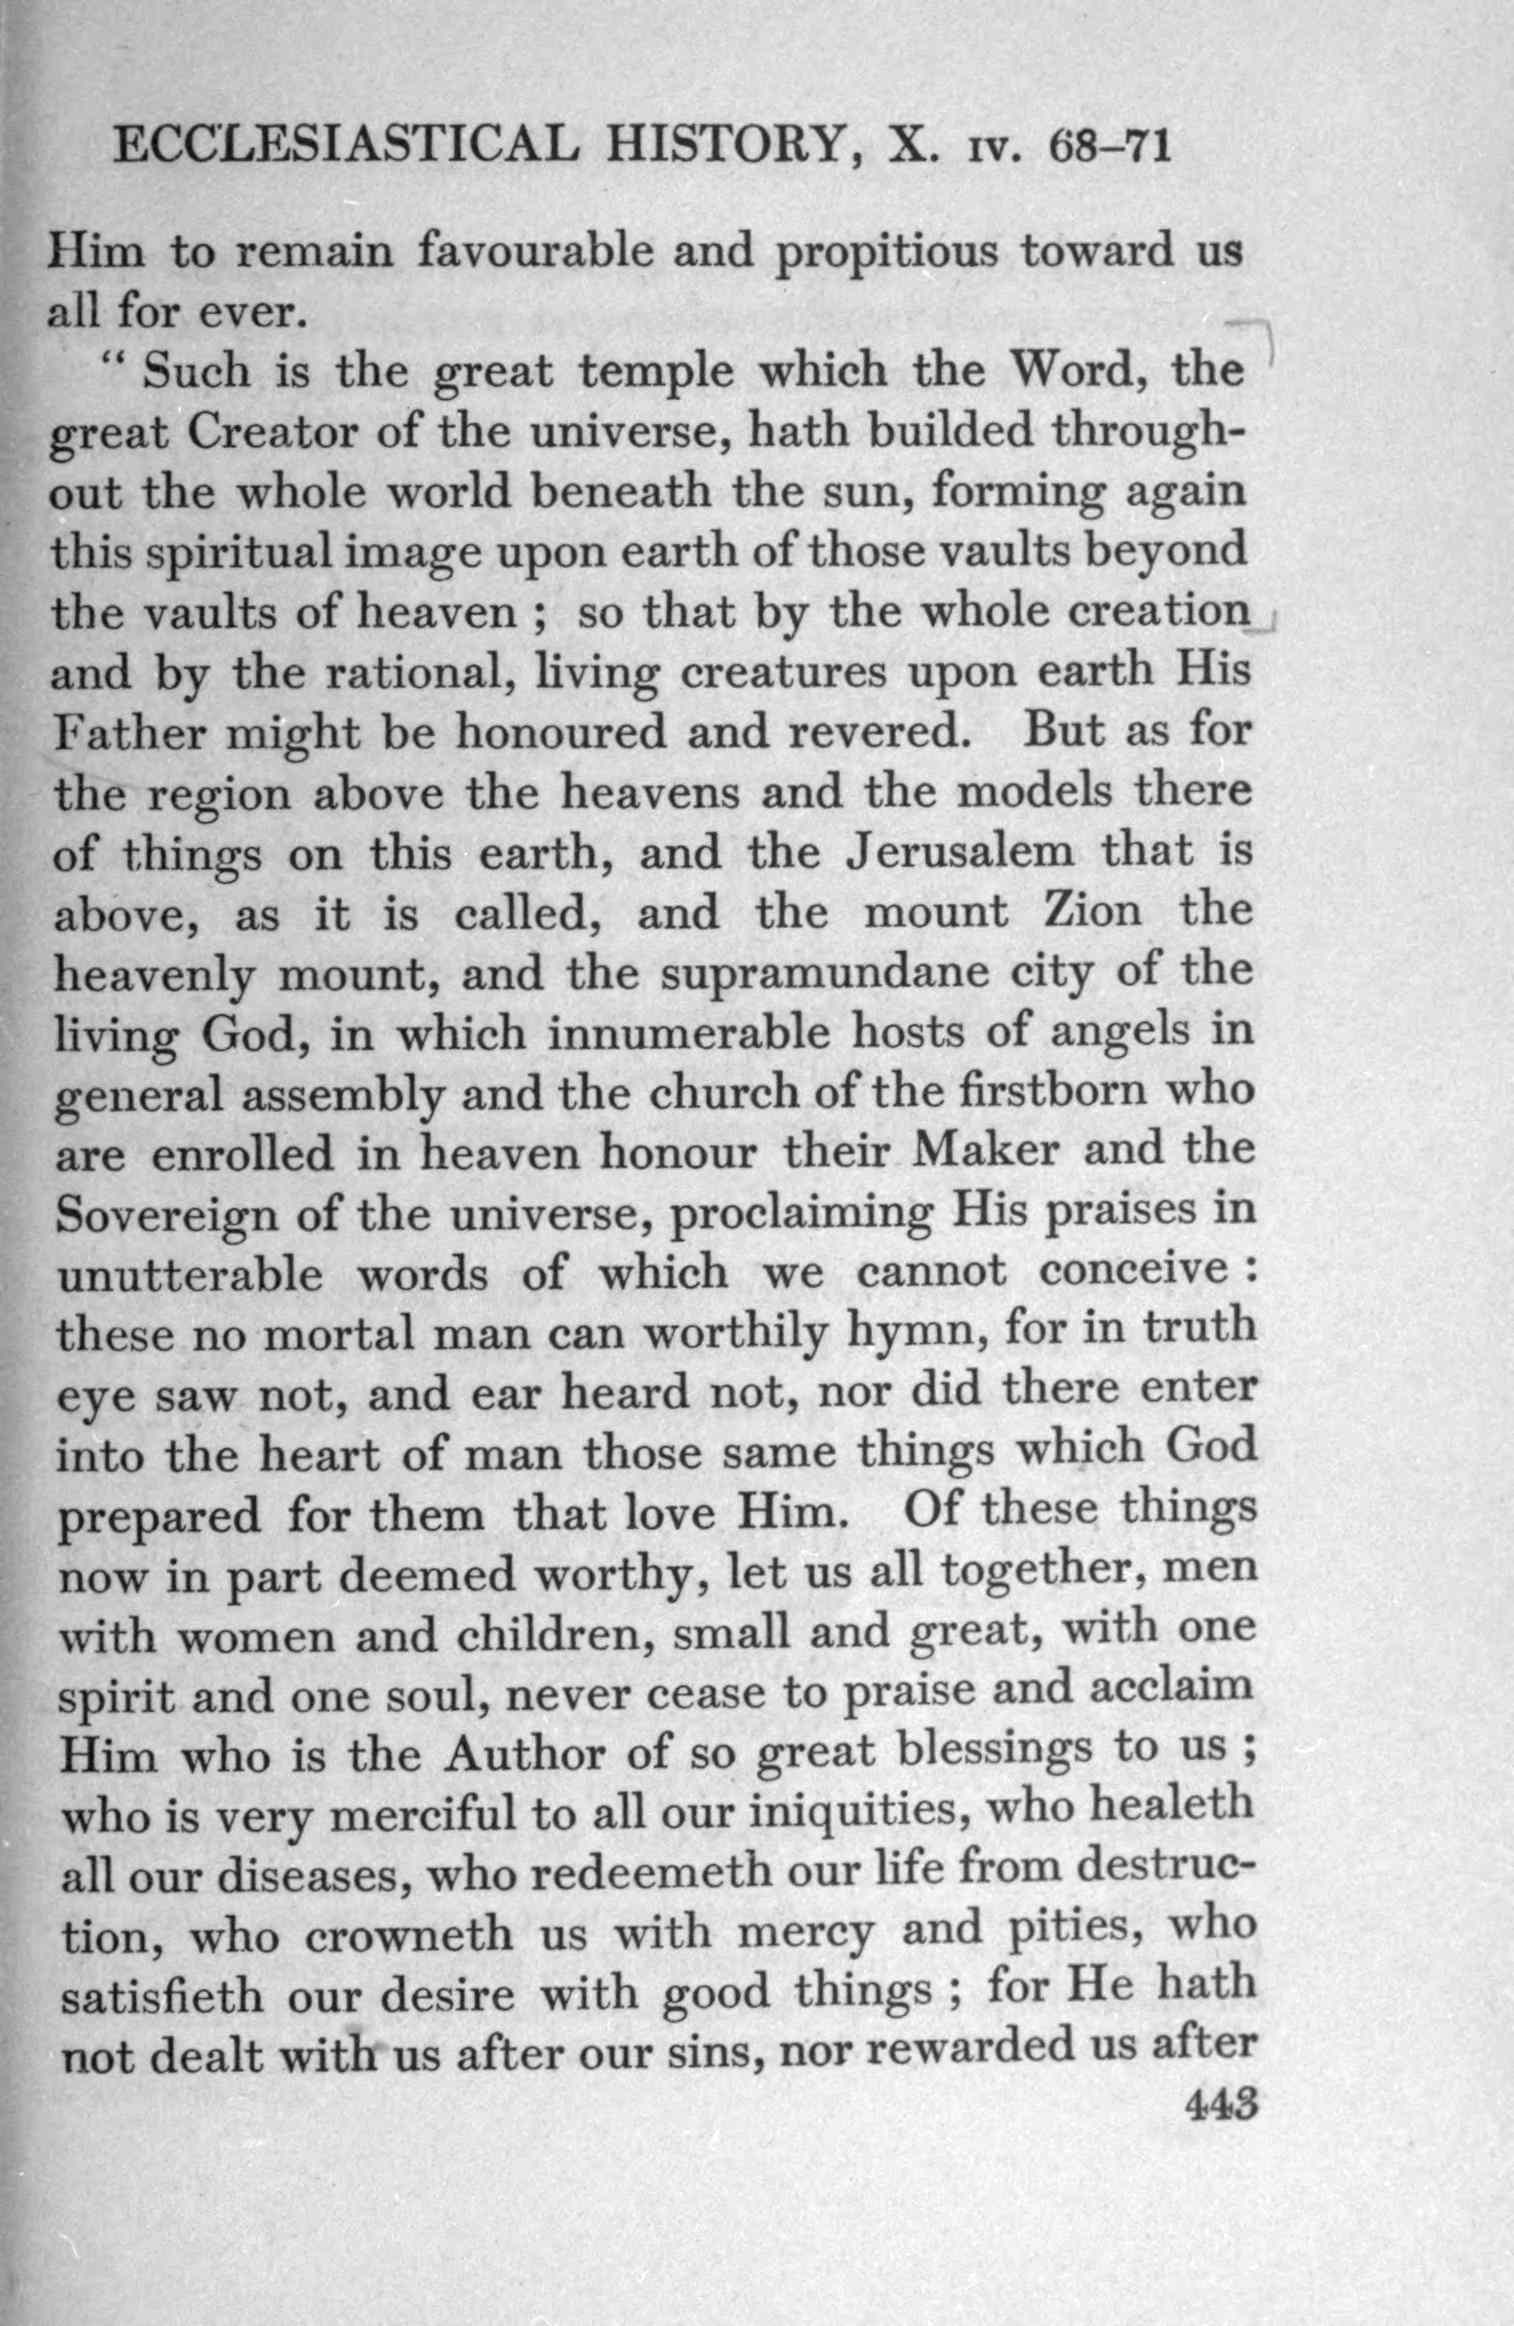 ECCLESIASTICAL HISTORY, X. IV. 68–71
Him to remain favourable and propitious toward us
all for ever.
“ Such is the great temple which the Word, the
great Creator of the universe, hath builded through-
out the whole world beneath the sun, forming again
this spiritual image upon earth of those vaults beyond
the vaults of heaven ; so that by the whole creation
and by the rational, living creatures upon earth His
Father might be honoured and revered. But as for
the region above the heavens and the models there
of things on this earth, and the Jerusalem that is
above, as it is called, and the mount Zion the
heavenly mount, and the supramundane city of the
living God, in which innumerable hosts of angels in
general assembly and the church of the firstborn who
are enrolled in heaven honour their Maker and the
Sovereign of the universe, proclaiming His praises in
unutterable words of which we cannot conceive :
these no mortal man can worthily hymn, for in truth
eye saw not, and ear heard not, nor did there enter
into the heart of man those same things which God
prepared for them that love Him. Of these things
now in part deemed worthy, let us all together, men
with women and children, small and great, with one
spirit and one soul, never cease to praise and acclaim
Him who is the Author of so great blessings to us ;
who is very merciful to all our iniquities, who healeth
all our diseases, who redeemeth our life from destruc-
tion, who crowneth us with mercy and pities, who
satisfieth our desire with good things ; for He hath
not dealt with us after our sins, nor rewarded us after
443